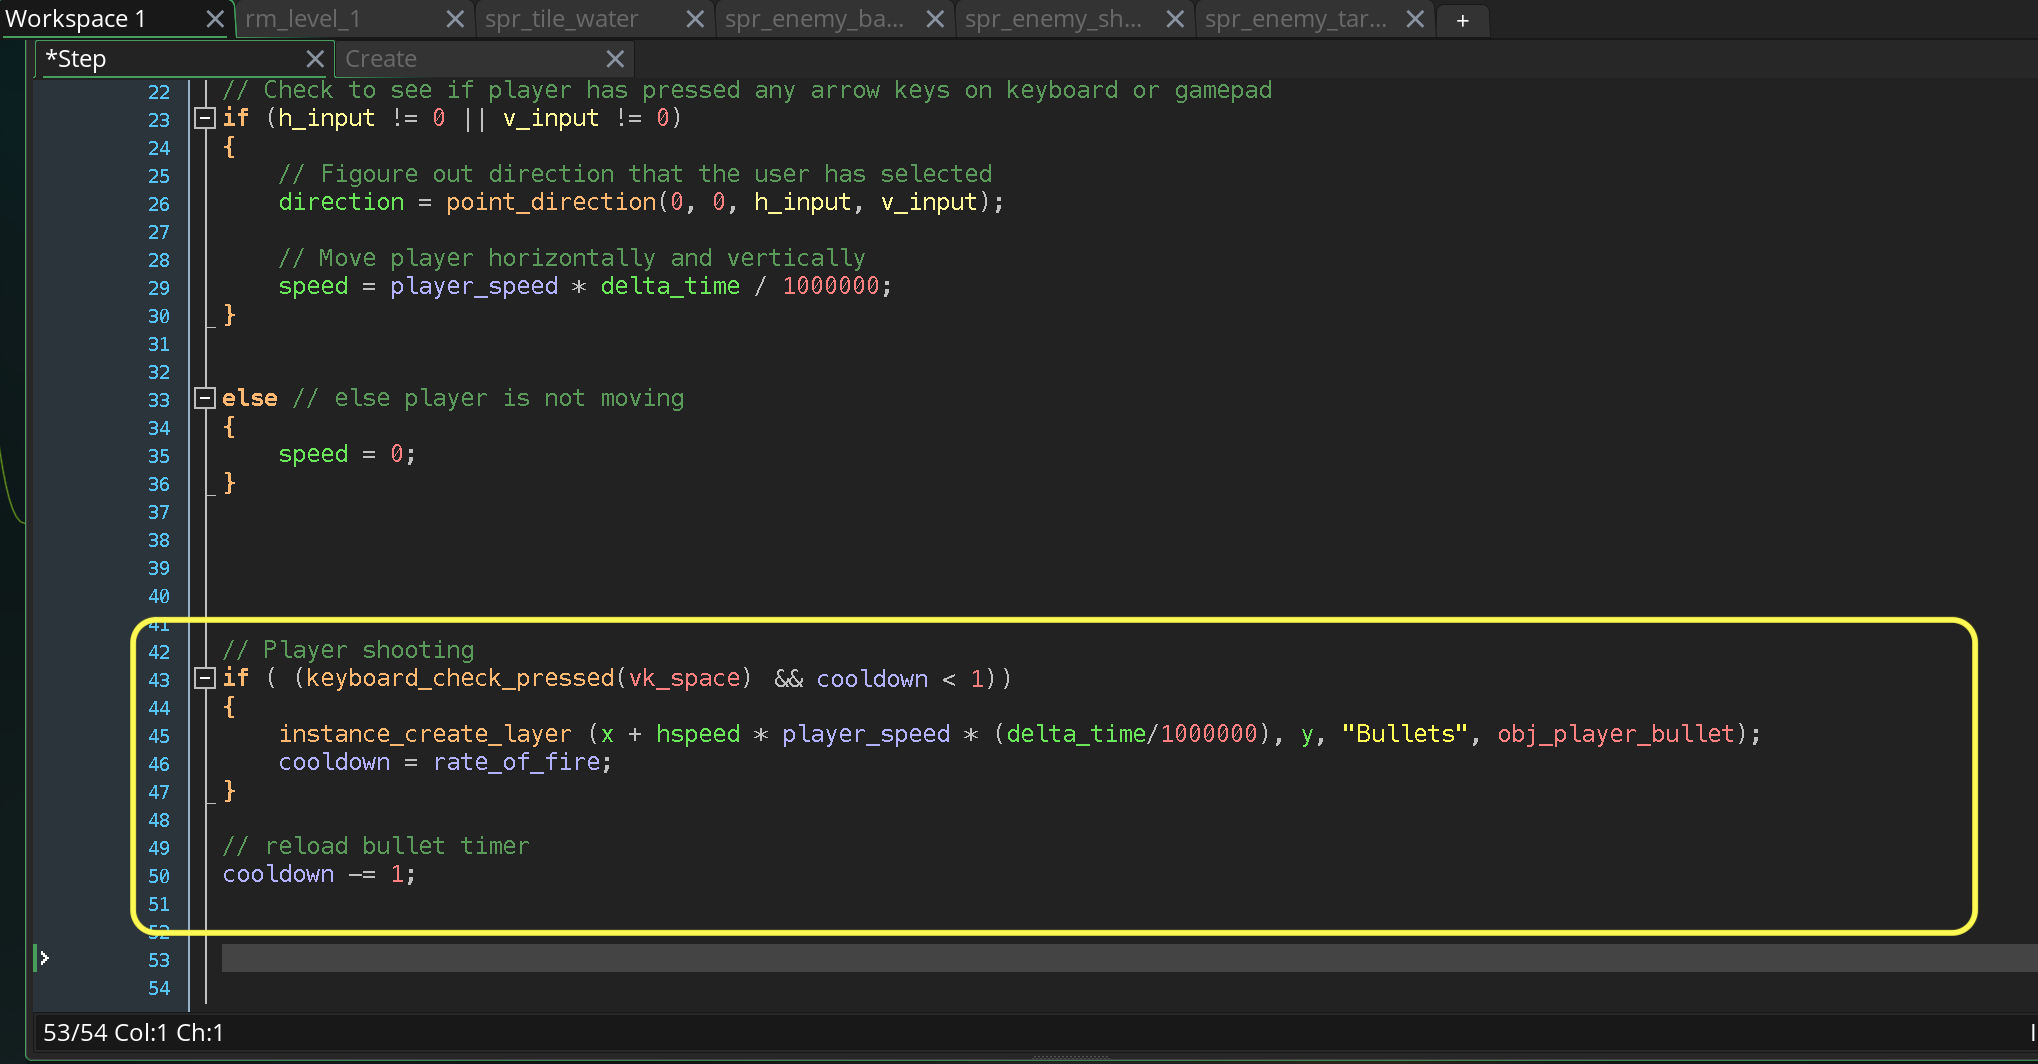 Workspace 1 rm_level_1 spr_tile_water spr_enemy_ba... spr_enemy_sh... spr_enemy_tar... +
*Step Create
22 // Check to see if player has pressed any arrow keys on keyboard or gamepad
23 if (h_input != 0 || v_input != 0)
24 {
25 // Figoure out direction that the user has selected
26 direction = point_direction(0, 0, h_input, v_input);
27
28 // Move player horizontally and vertically
29 speed = player_speed * delta_time / 1000000;
30 }
31
32
33 else // else player is not moving
34 {
35 speed = 0;
36 }
37
38
39
40
41
42 // Player shooting
43 if ( (keyboard_check_pressed(vk_space) && cooldown < 1))
44 {
45 instance_create_layer (x + hspeed * player_speed * (delta_time/1000000), y, "Bullets", obj_player_bullet);
46 cooldown = rate_of_fire;
47 }
48
49 // reload bullet timer
50 cooldown -= 1;
51
52
53
54
53/54 Col:1 Ch:1